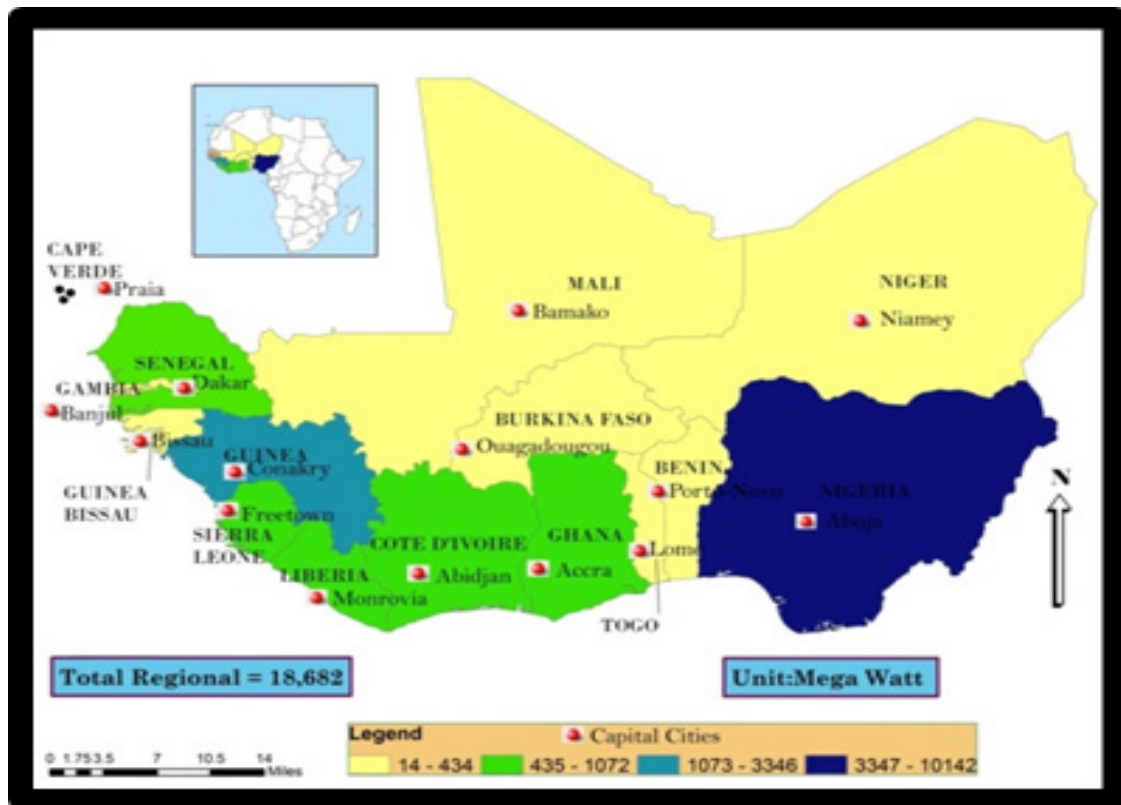 CAPE
VERDE
Praia
MALI
Bamako
NIGER
Niamey
SENEGAL
Dakar
GAMBIA
Banjul
BURKINA FASO
Ouagadougou
Bissau
GUINEA
Conakry
GUINEA
BISSAU
BENIN
Porto-Novo
NIGERIA
Abuja
N
Freetown
SIERRA
LEONE
COTE D'IVOIRE
Abidjan
GHANA
Accra
Lome
LIBERIA
Monrovia
TOGO
Total Regional = 18,682
Unit:Mega Watt
Legend
Capital Cities
0 1.753.5 7 10.5 14
Miles
14 - 434 435 - 1072 1073 - 3346 3347 - 10142